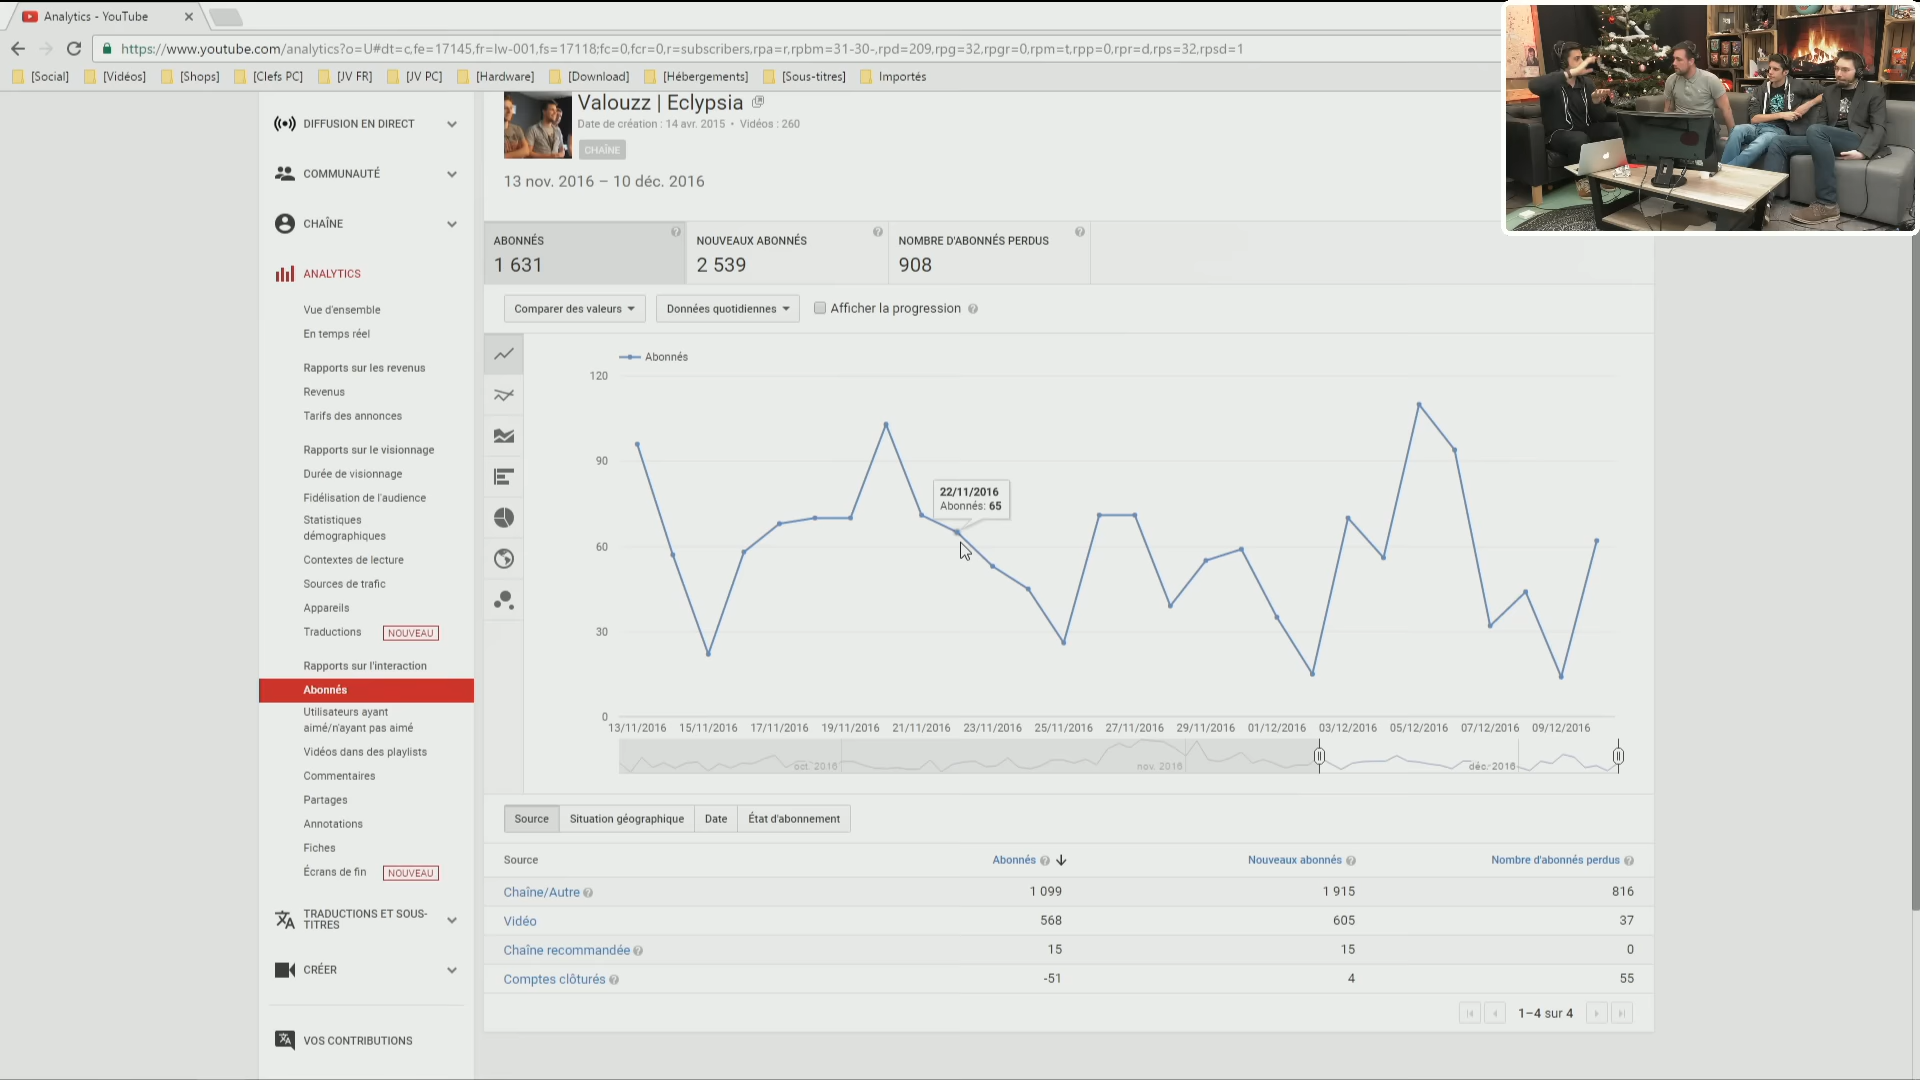 Analytics - YouTube
https://www.youtube.com/analytics?o=U#dt=c,fe=17145,fr=lw-001,fs=17118;fc=0,fcr=0,r=subscribers,rpa=r,rpbm=31-30-,rpd=209,rpg=32,rpgr=0,rpm=t,rpp=0,rpr=d,rps=32,rpsd=1
[Social] [Vidéos] [Shops] [Clefs PC] [JV FR] [JV PC] [Hardware] [Download] [Hébergements] [Sous-titres] Importés
DIFFUSION EN DIRECT
COMMUNAUTÉ
CHAÎNE
ANALYTICS
Vue d'ensemble
En temps réel
Rapports sur les revenus
Revenus
Tarifs des annonces
Rapports sur le visionnage
Durée de visionnage
Fidélisation de l'audience
Statistiques
démographiques
Contextes de lecture
Sources de trafic
Appareils
Traductions NOUVEAU
Rapports sur l'interaction
Abonnés
Utilisateurs ayant
aimé/n'ayant pas aimé
Vidéos dans des playlists
Commentaires
Partages
Annotations
Fiches
Écrans de fin NOUVEAU
TRADUCTIONS ET SOUS-
TITRES
CRÉER
VOS CONTRIBUTIONS
Valouzz | Eclypsia
Date de création : 14 avr. 2015 • Vidéos : 260
CHAÎNE
13 nov. 2016 – 10 déc. 2016
ABONNÉS
1 631
NOUVEAUX ABONNÉS
2 539
NOMBRE D'ABONNÉS PERDUS
908
Comparer des valeurs Données quotidiennes Afficher la progression
Abonnés
120
90
60
30
0
22/11/2016
Abonnés: 65
13/11/2016 15/11/2016 17/11/2016 19/11/2016 21/11/2016 23/11/2016 25/11/2016 27/11/2016 29/11/2016 01/12/2016 03/12/2016 05/12/2016 07/12/2016 09/12/2016
oct. 2016 nov. 2016 déc. 2016
Source Situation géographique Date État d'abonnement
Source Abonnés Nouveaux abonnés Nombre d'abonnés perdus
Chaîne/Autre 1 099 1 915 816
Vidéo 568 605 37
Chaîne recommandée 15 15 0
Comptes clôturés -51 4 55
1–4 sur 4